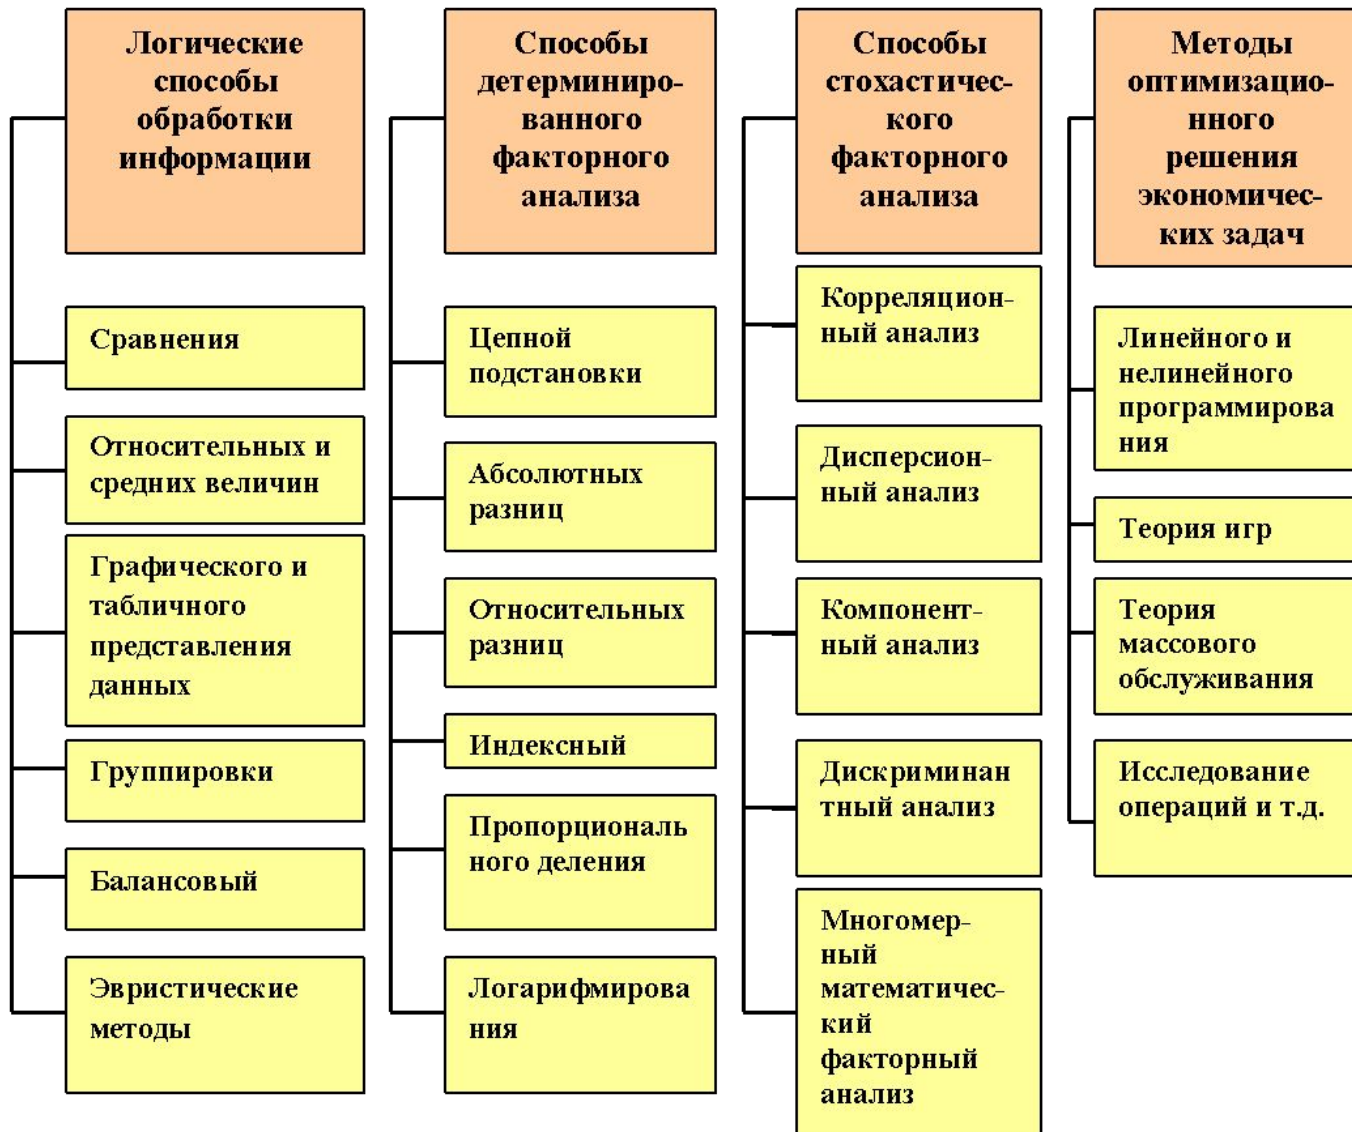 Логические
способы
обработки
информации
Сравнения
Относительных и
средних величин
Графического и
табличного
представления
данных
Группировки
Балансовый
Эвристические
методы
Способы
детерминиро-
ванного
факторного
анализа
Цепной
подстановки
Абсолютных
разниц
Относительных
разниц
Индексный
Пропорциональ
ного деления
Логарифмирова
ния
Способы
стохастичес-
кого
факторного
анализа
Корреляцион-
ный анализ
Дисперсион-
ный анализ
Компонент-
ный анализ
Дискриминан
тный анализ
Многомер-
ный
математичес-
кий
факторный
анализ
Методы
оптимизацио-
нного
решения
экономичес-
ких задач
Линейного и
нелинейного
программирова
ния
Теория игр
Теория
массового
обслуживания
Исследование
операций и т.д.